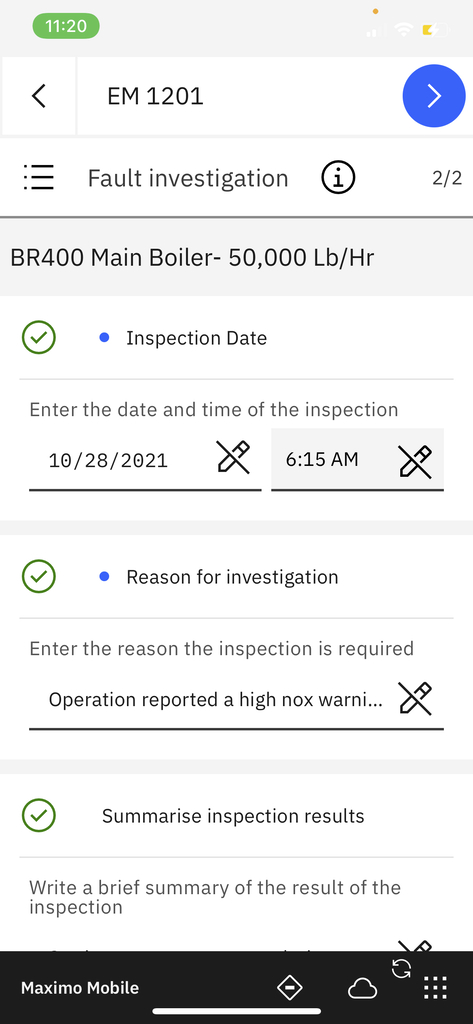 11:20
EM 1201
Fault investigation
2/2
BR400 Main Boiler- 50,000 Lb/Hr
Inspection Date
Enter the date and time of the inspection
10/28/2021
6:15 AM
Reason for investigation
Enter the reason the inspection is required
Operation reported a high nox warni...
Summarise inspection results
Write a brief summary of the result of the
inspection
Maximo Mobile